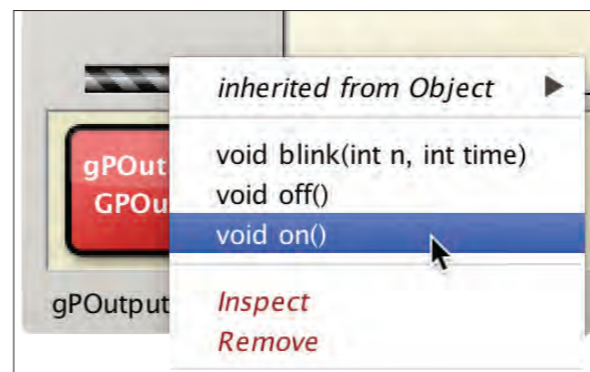 inherited from Object
void blink(int n, int time)
gPOut
void off()
GPOu
void on()
gPOutput
Inspect
Remove